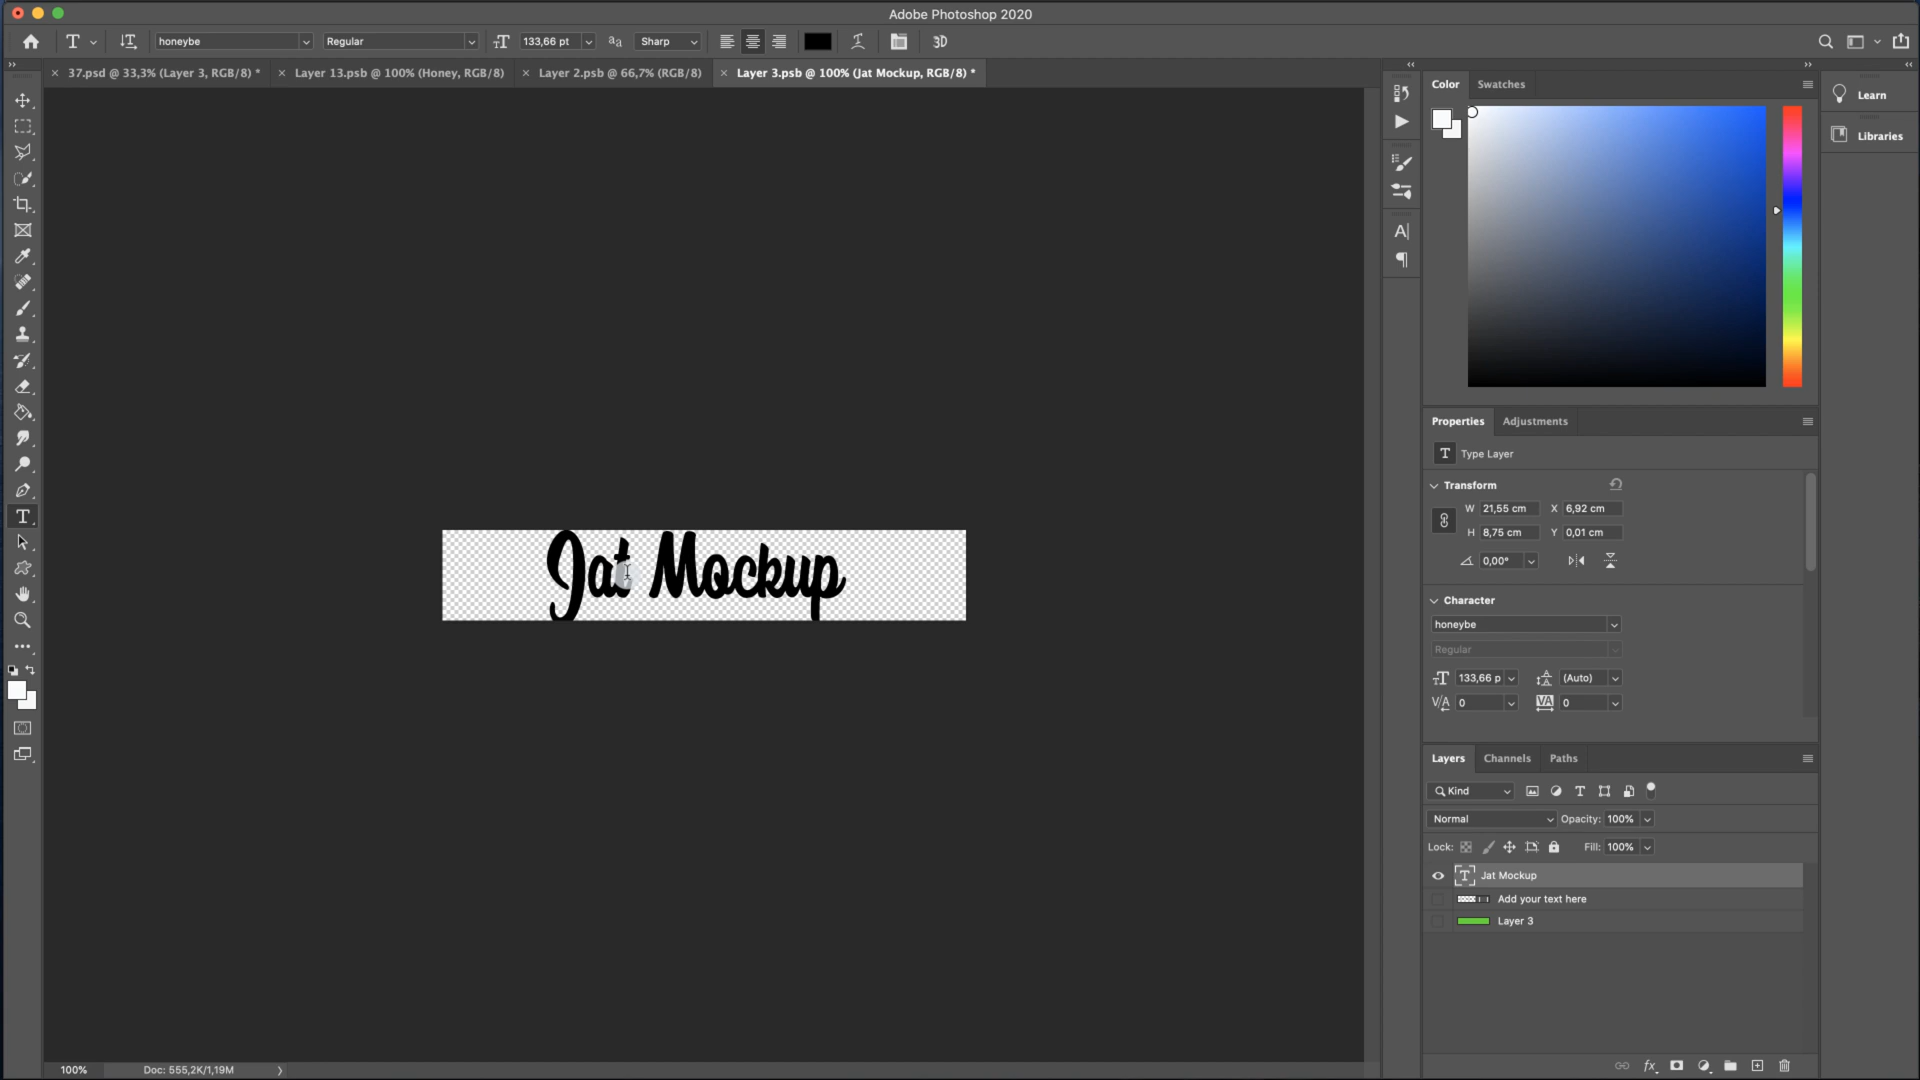 Adobe Photoshop 2020
honeybe Regular 133,66 pt Sharp 3D
37.psd @ 33,3% (Layer 3, RGB/8) * Layer 13.psb @ 100% (Honey, RGB/8) Layer 2.psb @ 66,7% (RGB/8) Layer 3.psb @ 100% (Jat Mockup, RGB/8) *
Color Swatches
Learn
Libraries
Jat Mockup
Properties Adjustments
Type Layer
Transform
W 21,55 cm X 6,92 cm
H 8,75 cm Y 0,01 cm
0,00°
Character
honeybe
Regular
133,66 p (Auto)
0 0
Layers Channels Paths
Kind
Normal Opacity: 100%
Lock: Fill: 100%
Jat Mockup
Add your text here
Layer 3
100% Doc: 555,2K/1,19M